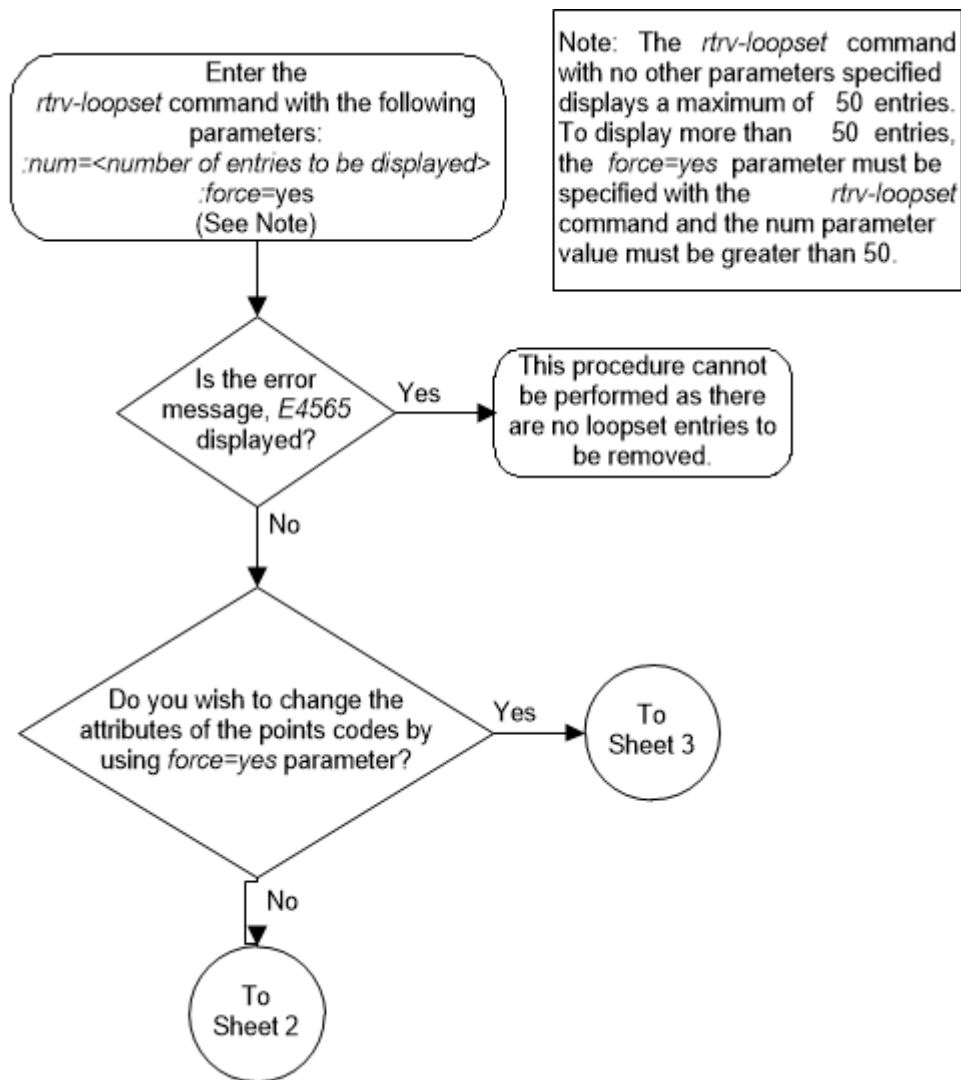 Enter the
rtrv-loopset command with the following
parameters:
:num=<number of entries to be displayed>
:force=yes
(See Note)
Note: The rtrv-loopset command
with no other parameters specified
displays a maximum of 50 entries.
To display more than 50 entries,
the force=yes parameter must be
specified with the rtrv-loopset
command and the num parameter
value must be greater than 50.
Is the error
message, E4565
displayed?
Yes
This procedure cannot
be performed as there
are no loopset entries to
be removed.
No
Do you wish to change the
attributes of the points codes by
using force=yes parameter?
Yes
To
Sheet 3
No
To
Sheet 2